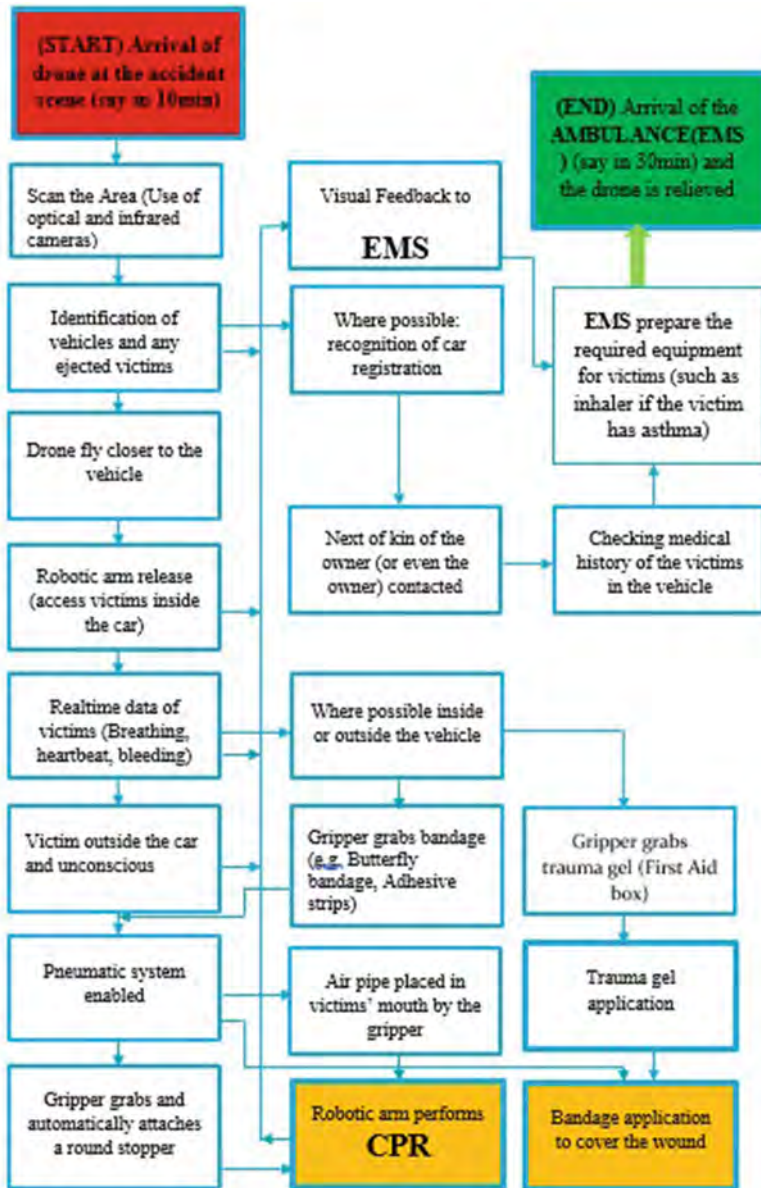 (START) Arrival of
drone at the accident
scene (say in 10min)
Scan the Area (Use of
optical and infrared
cameras)
Identification of
vehicles and any
ejected victims
Drone fly closer to the
vehicle
Robotic arm release
(access victims inside
the car)
Realtime data of
victims (Breathing,
heartbeat, bleeding)
Victim outside the car
and unconscious
Pneumatic system
enabled
Gripper grabs and
automatically attaches
a round stopper
Visual Feedback to
EMS
Where possible:
recognition of car
registration
Next of kin of the
owner (or even the
owner) contacted
Where possible inside
or outside the vehicle
Gripper grabs bandage
(e.g. Butterfly
bandage, Adhesive
strips)
Air pipe placed in
victims' mouth by the
gripper
Robotic arm performs
CPR
(END) Arrival of the
AMBULANCE(EMS
) (say in 30min) and
the drone is relieved
EMS prepare the
required equipment
for victims (such as
inhaler if the victim
has asthma)
Checking medical
history of the victims
in the vehicle
Gripper grabs
trauma gel (First Aid
box)
Trauma gel
application
Bandage application
to cover the wound